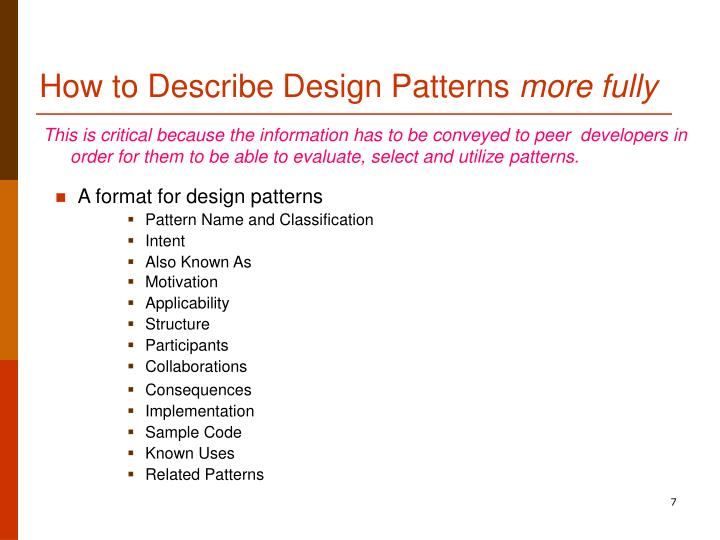 How to Describe Design Patterns more fully
This is critical because the information has to be conveyed to peer developers in
order for them to be able to evaluate, select and utilize patterns.
A format for design patterns
Pattern Name and Classification
Intent
Also Known As
Motivation
Applicability
Structure
Participants
Collaborations
Consequences
Implementation
Sample Code
Known Uses
Related Patterns
7